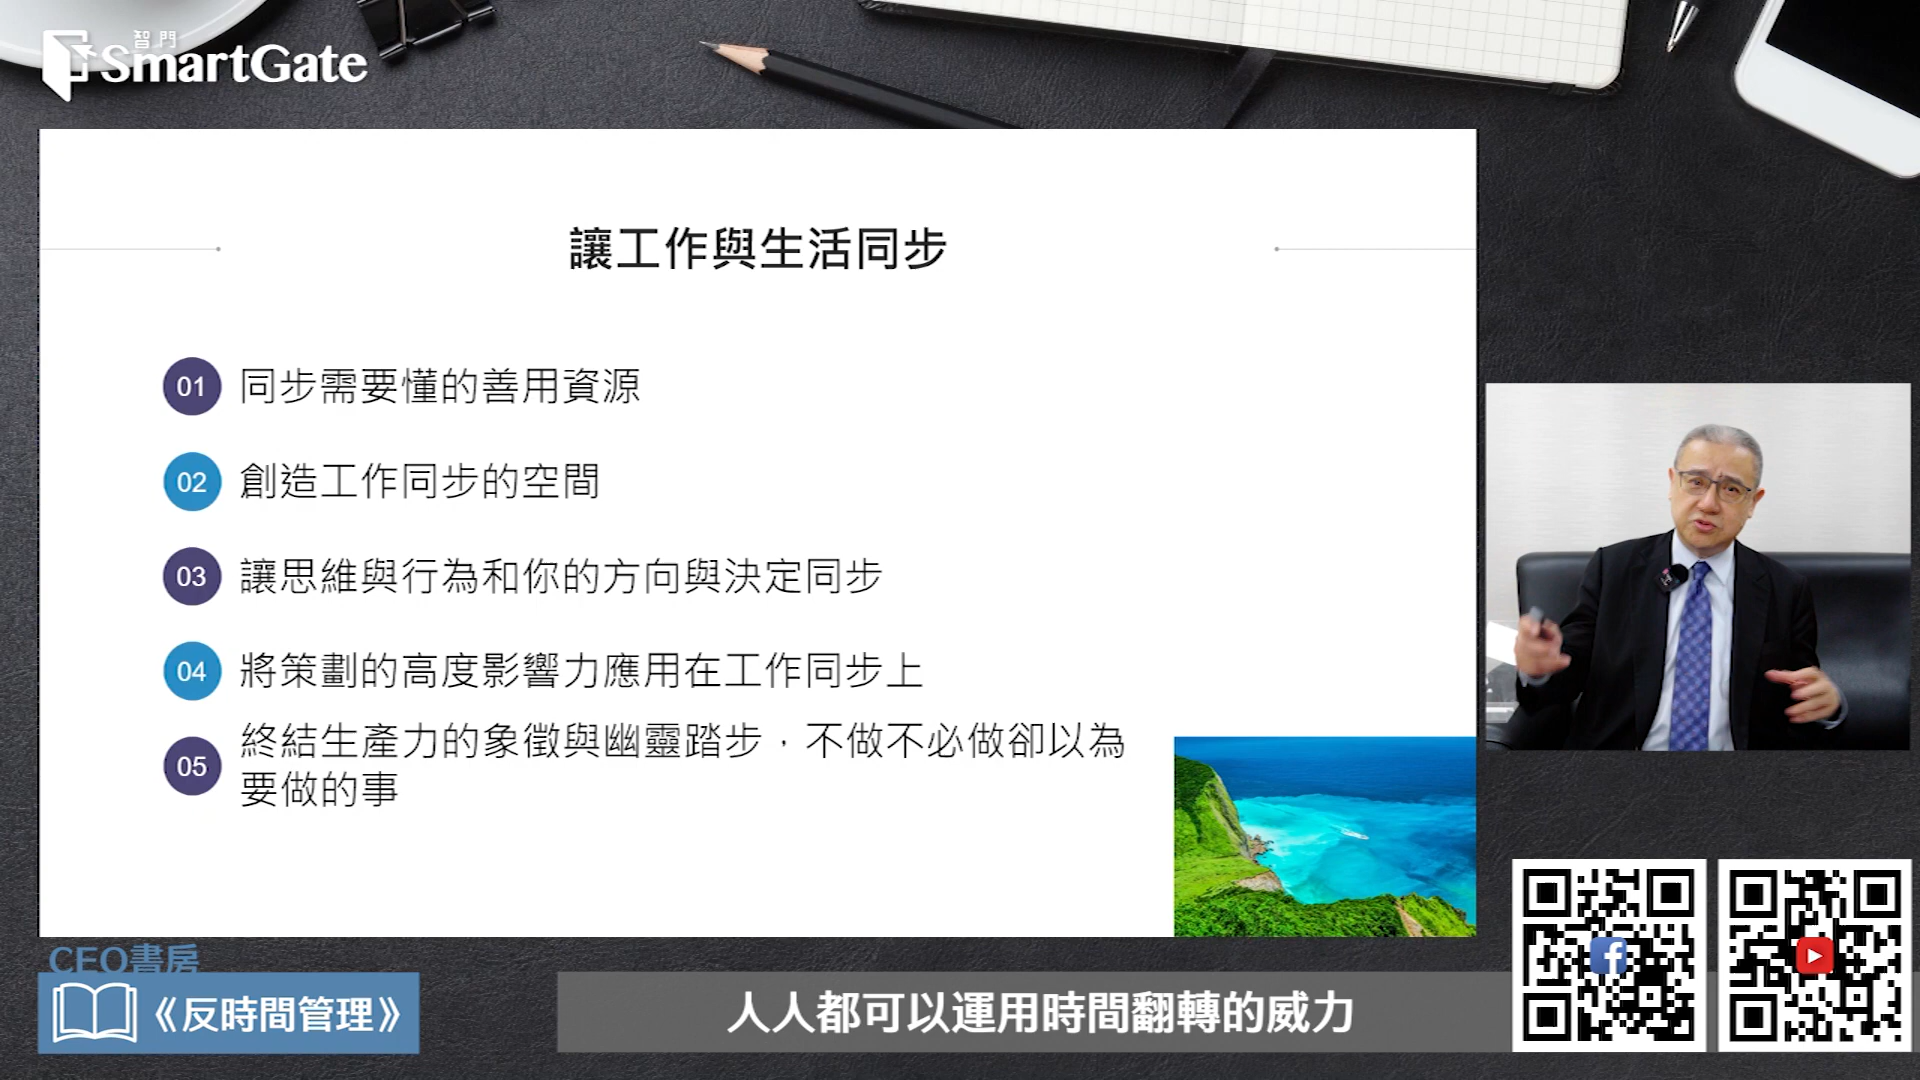 智門
SmartGate
讓工作與生活同步
01 同步需要懂的善用資源
02 創造工作同步的空間
03 讓思維與行為和你的方向與決定同步
04 將策劃的高度影響力應用在工作同步上
05 終結生產力的象徵與幽靈踏步，不做不必做卻以為
要做的事
CEO書房
《反時間管理》
人人都可以運用時間翻轉的威力